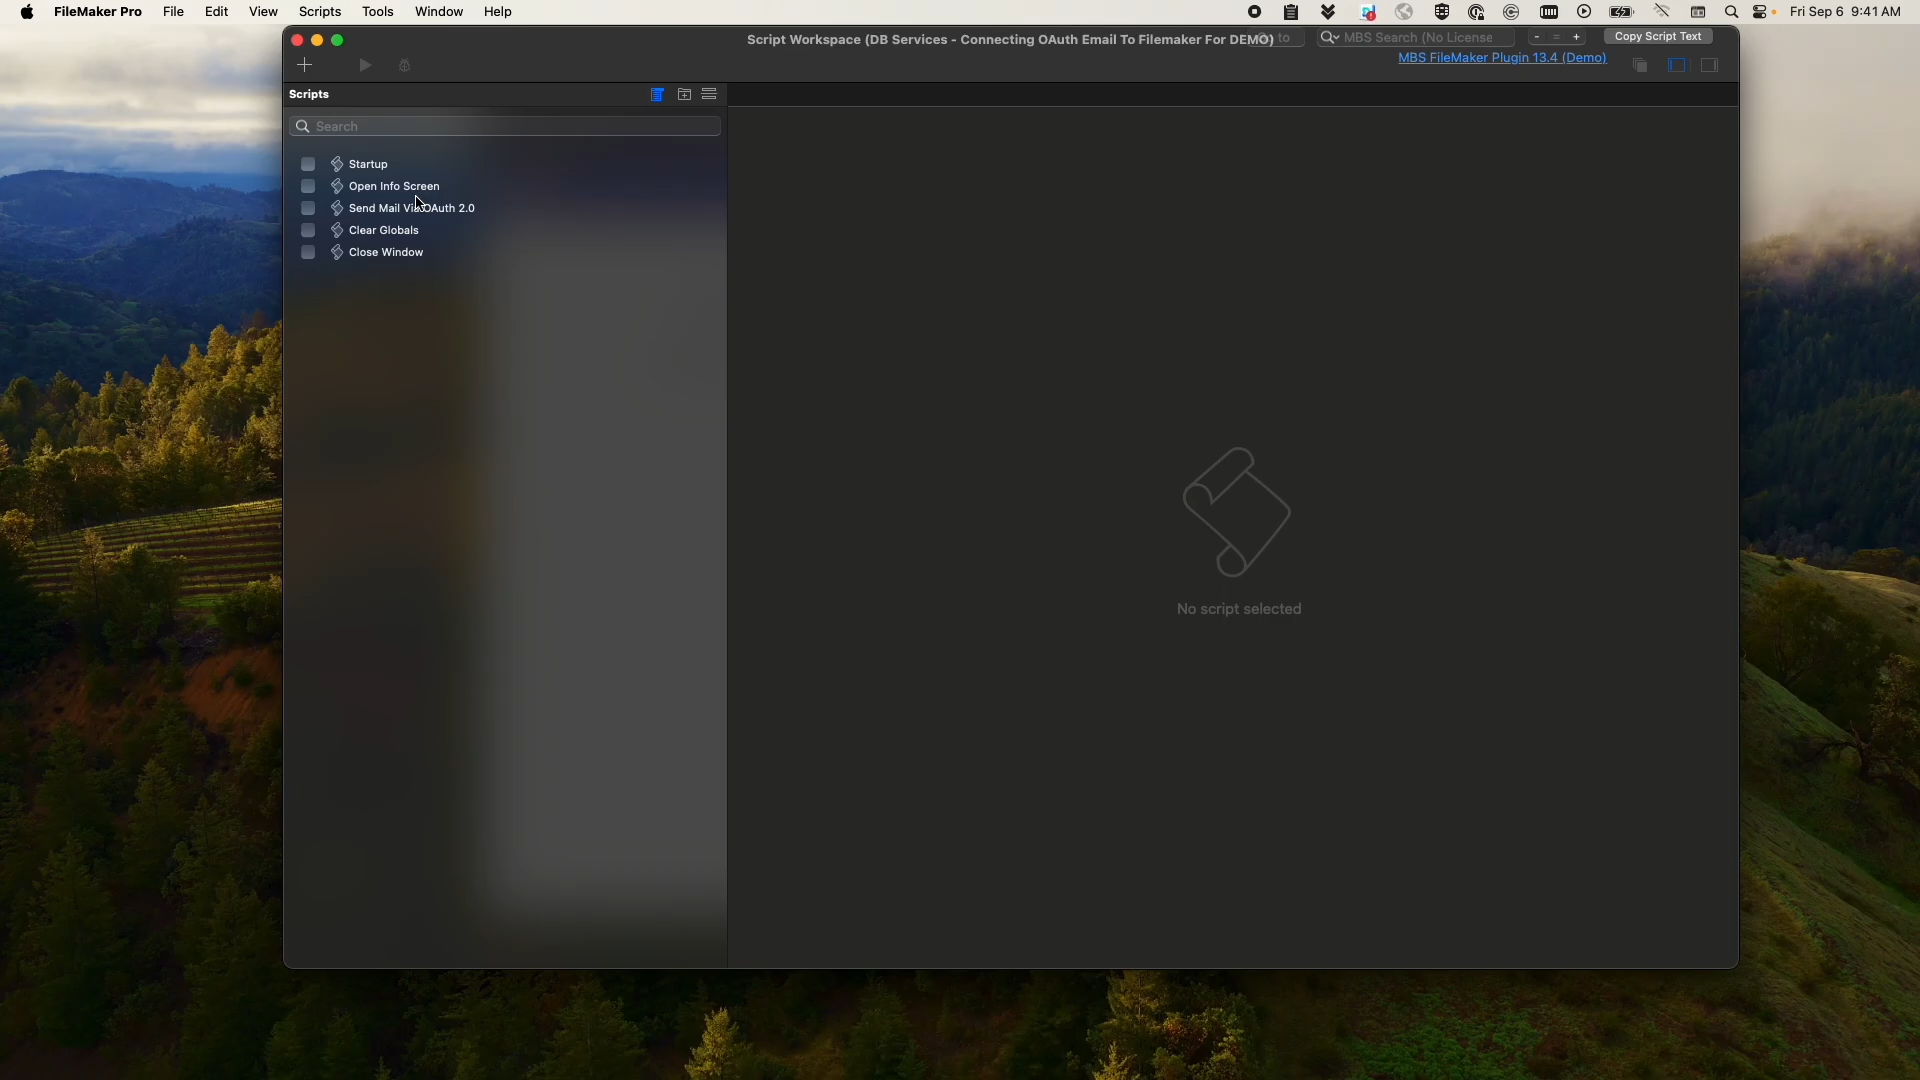 FileMaker Pro File Edit View Scripts Tools Window Help Fri Sep 6 9:41 AM
Script Workspace (DB Services - Connecting OAuth Email To Filemaker For DEMO) to MBS Search (No License - = + Copy Script Text
MBS FileMaker Plugin 13.4 (Demo)
Scripts
Search
Startup
Open Info Screen
Send Mail Via OAuth 2.0
Clear Globals
Close Window
No script selected